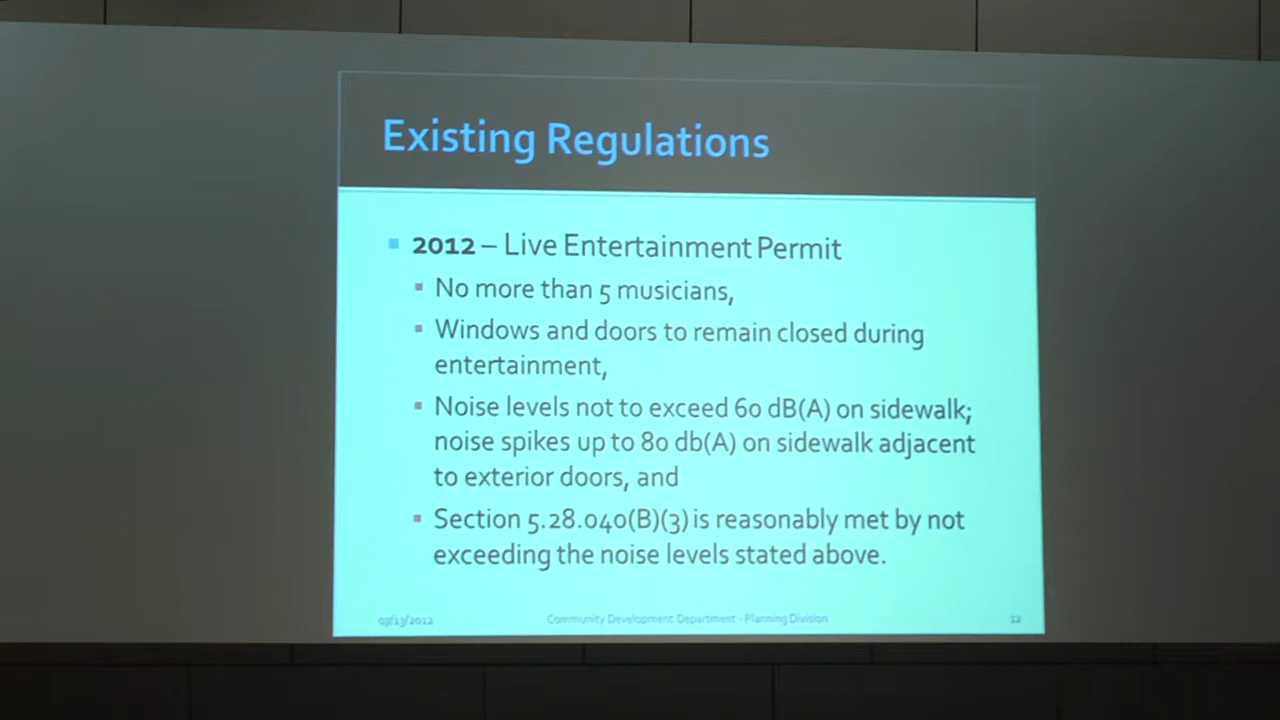 Existing Regulations
2012 – Live Entertainment Permit
No more than 5 musicians,
Windows and doors to remain closed during
entertainment,
Noise levels not to exceed 60 dB(A) on sidewalk;
noise spikes up to 80 db(A) on sidewalk adjacent
to exterior doors, and
Section 5.28.040(B)(3) is reasonably met by not
exceeding the noise levels stated above.
Community Development Department - Planning Division
12